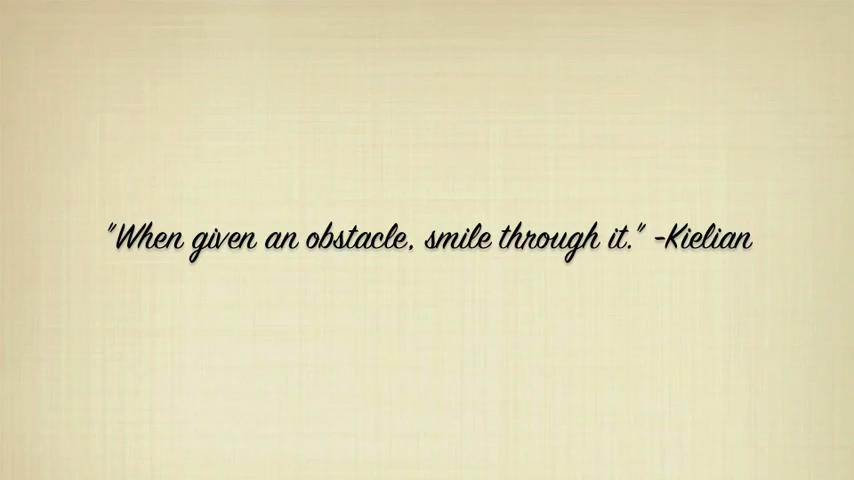 "When given an obstacle, smile through it." -Kielian